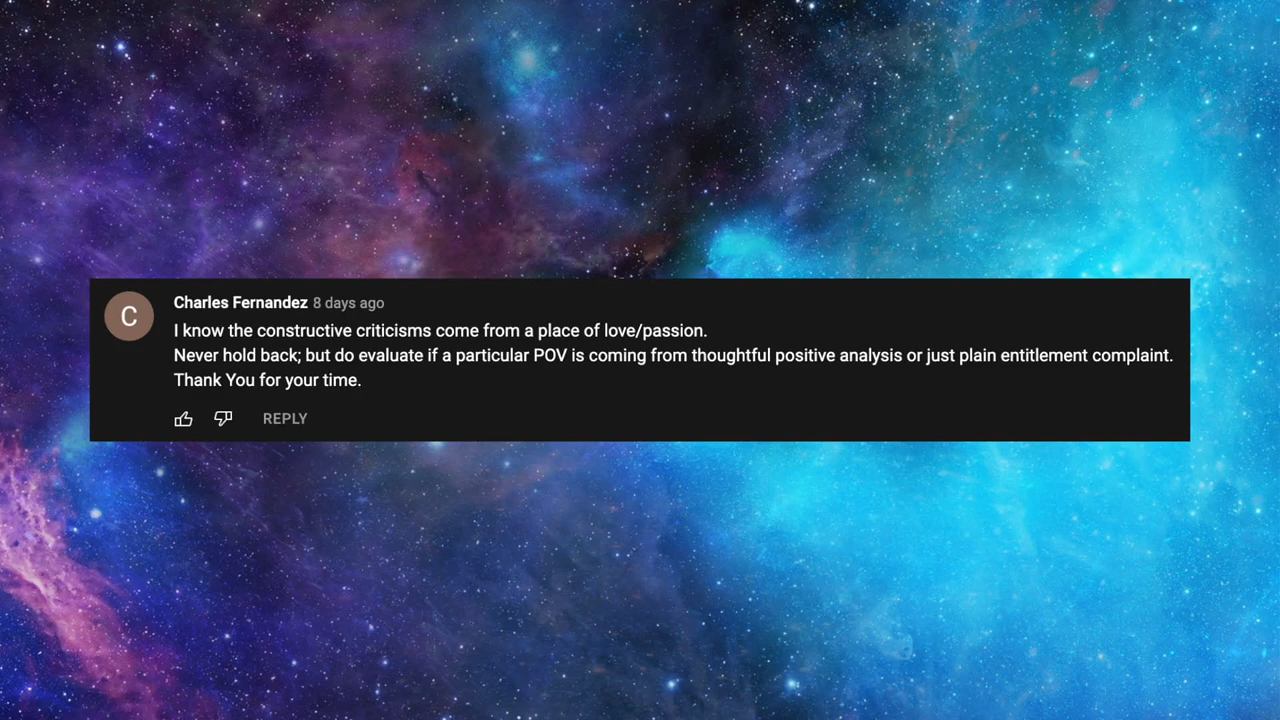 C
Charles Fernandez 8 days ago
I know the constructive criticisms come from a place of love/passion.
Never hold back; but do evaluate if a particular POV is coming from thoughtful positive analysis or just plain entitlement complaint.
Thank You for your time.
REPLY